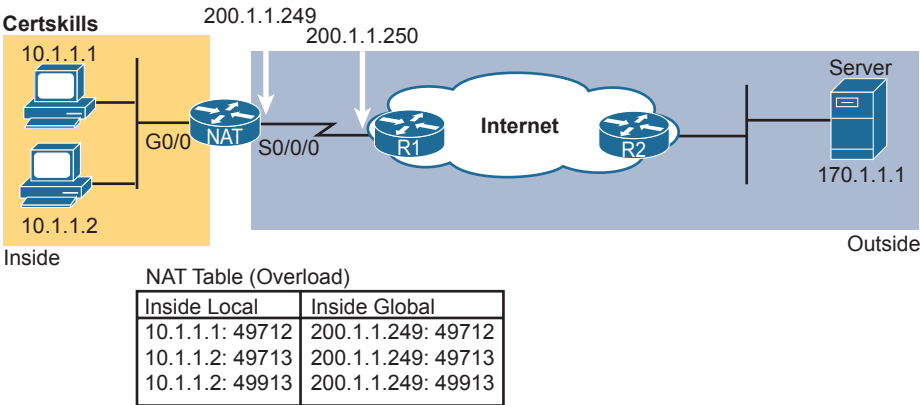 Certskills
200.1.1.249
200.1.1.250
10.1.1.1
Server
G0/0
NAT
S0/0/0
R1
Internet
R2
170.1.1.1
10.1.1.2
Inside
Outside
NAT Table (Overload)
Inside Local Inside Global
10.1.1.1: 49712 200.1.1.249: 49712
10.1.1.2: 49713 200.1.1.249: 49713
10.1.1.2: 49913 200.1.1.249: 49913